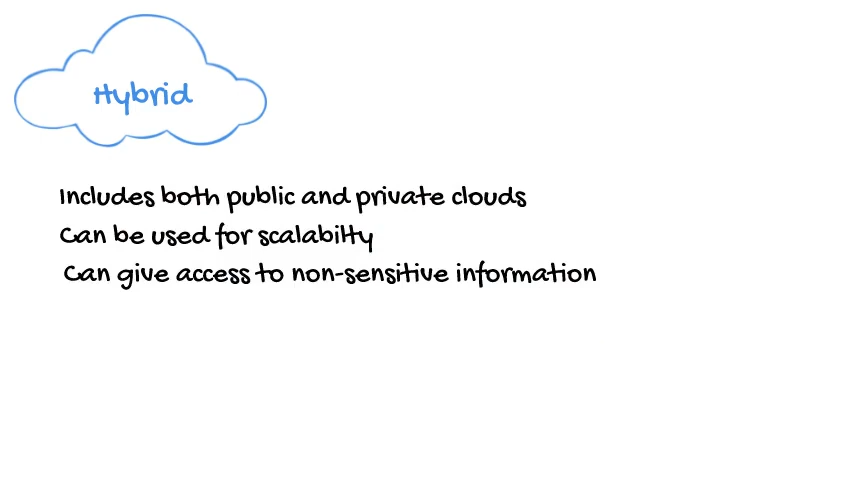 Hybrid
Includes both public and private clouds
Can be used for scalabilty
Can give access to non-sensitive information